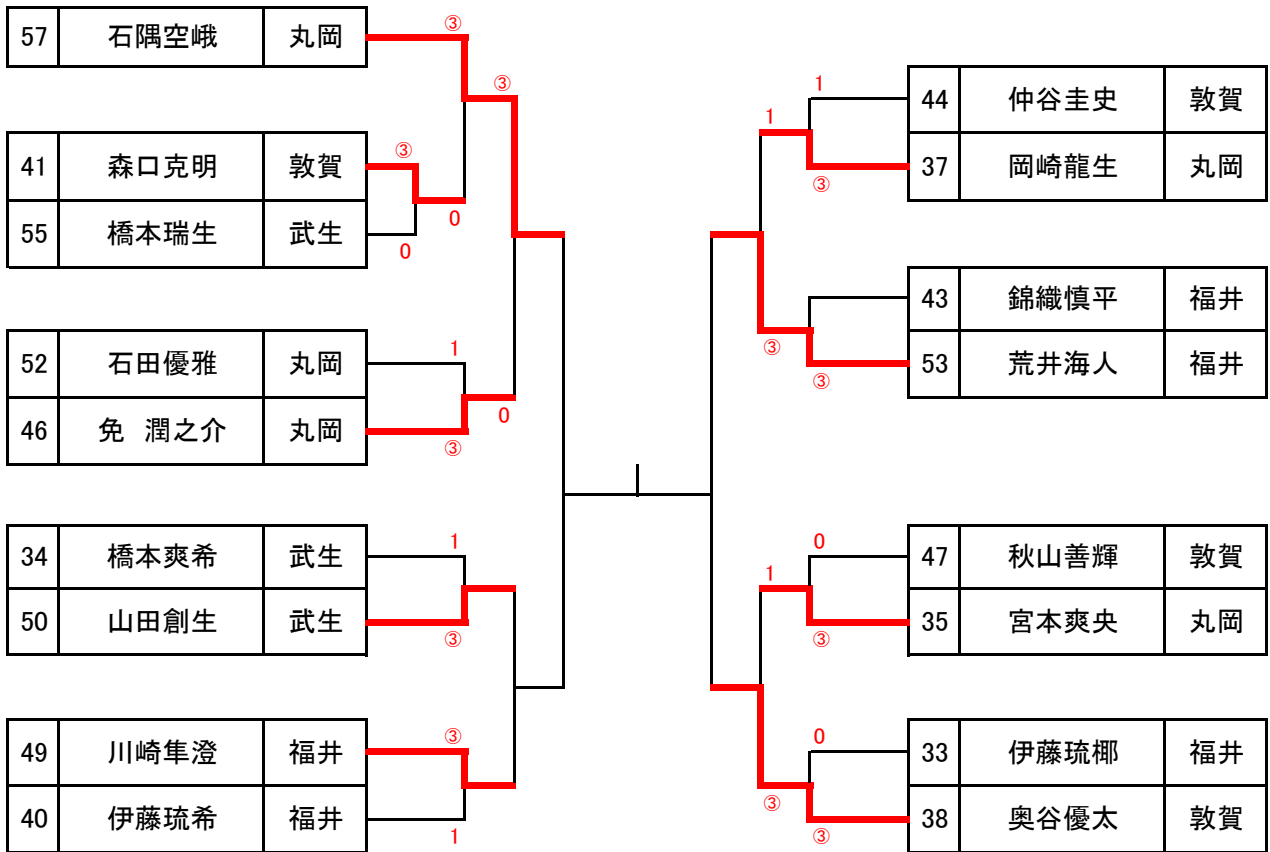 57 石隅空峨 丸岡
③
③
41 森口克明 敦賀
③
55 橋本瑞生 武生
0
0
52 石田優雅 丸岡
1
46 免 潤之介 丸岡
③
0
34 橋本爽希 武生
1
50 山田創生 武生
③
49 川崎隼澄 福井
③
40 伊藤琉希 福井
1
1
44 仲谷圭史 敦賀
1
37 岡崎龍生 丸岡
③
43 錦織慎平 福井
③
53 荒井海人 福井
③
0
47 秋山善輝 敦賀
1
35 宮本爽央 丸岡
③
0
33 伊藤琉椰 福井
③
38 奥谷優太 敦賀
③